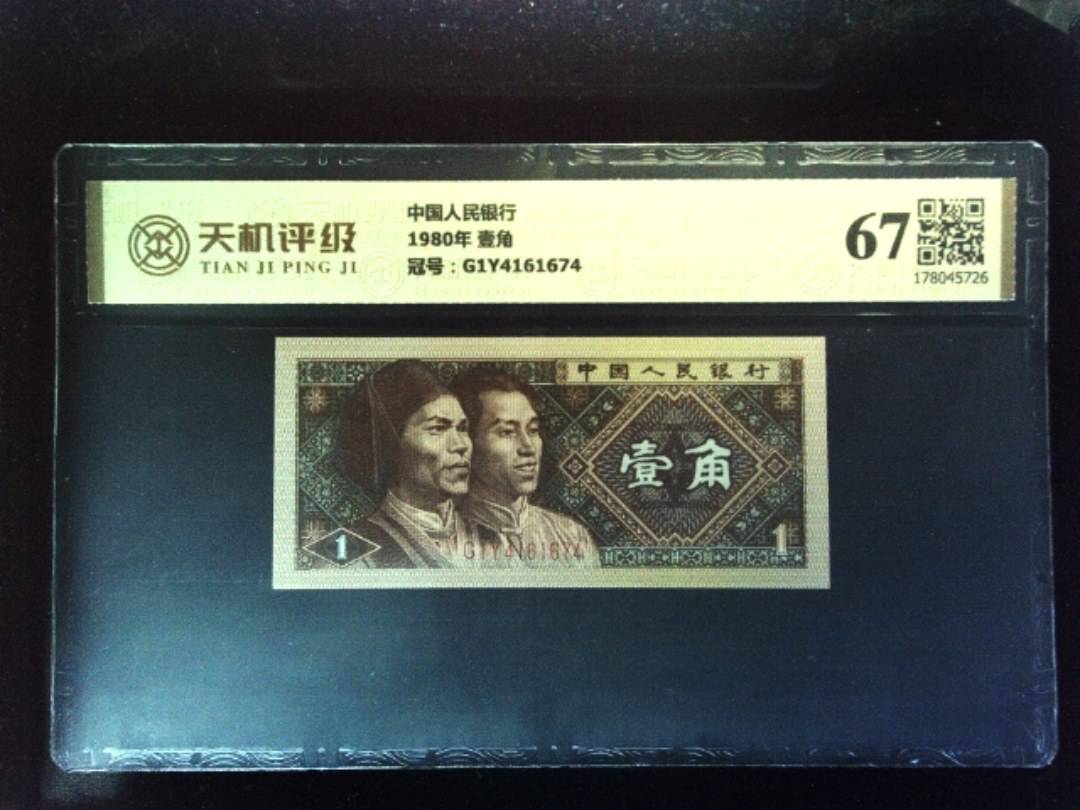 天机评级
TIAN JI PING JI
中国人民银行
1980年 壹角
冠号：G1Y4161674
67
178045726
中国人民银行
壹角
1
G1Y4161674
1